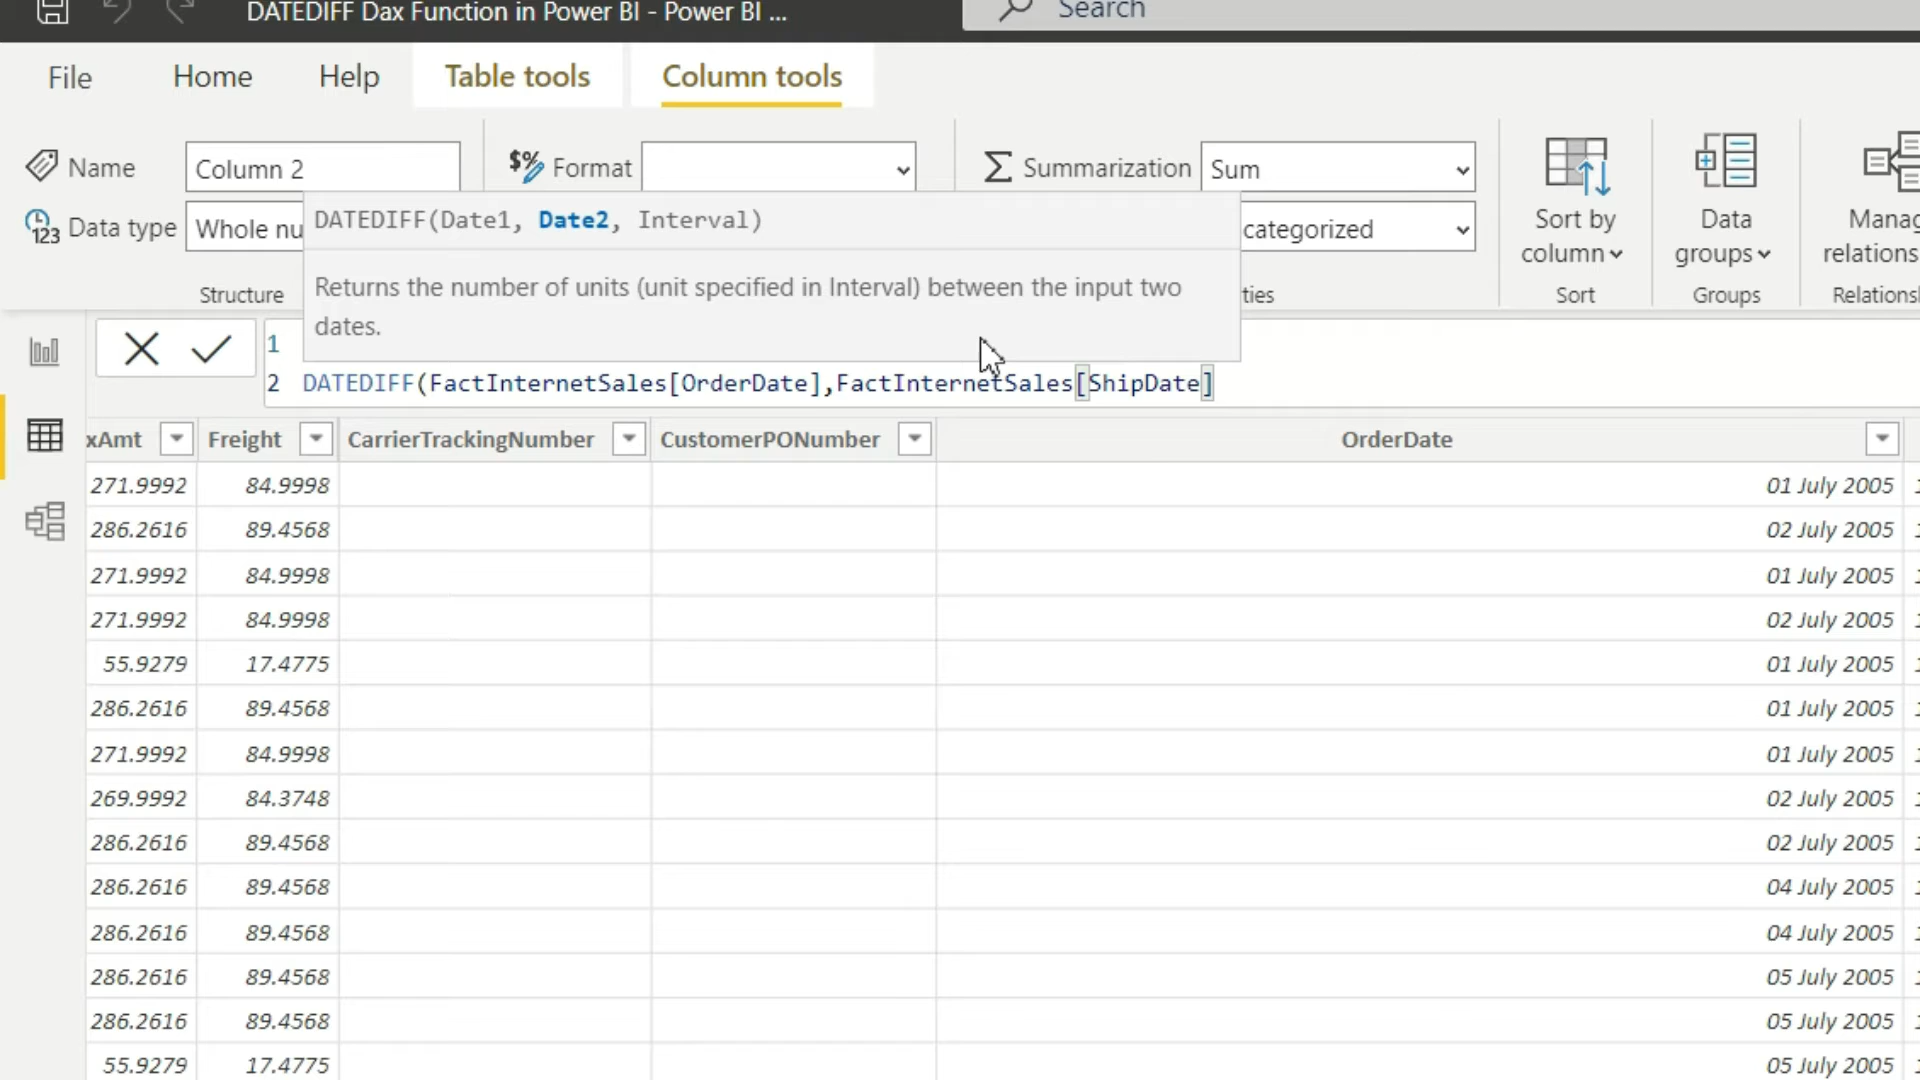 DATEDIFF Dax Function in Power BI - Power BI ...
Search
File Home Help Table tools Column tools
Name Column 2 $% Format Summarization Sum
123 Data type Whole nu categorized
DATEDIFF(Date1, Date2, Interval)
Returns the number of units (unit specified in Interval) between the input two
dates.
Structure ties
Sort by
column
Sort
Data
groups
Groups
Manag
relations
Relations
1
2 DATEDIFF(FactInternetSales[OrderDate],FactInternetSales[ShipDate]
xAmt Freight CarrierTrackingNumber CustomerPONumber OrderDate
271.9992 84.9998 01 July 2005
286.2616 89.4568 02 July 2005
271.9992 84.9998 01 July 2005
271.9992 84.9998 02 July 2005
55.9279 17.4775 01 July 2005
286.2616 89.4568 01 July 2005
271.9992 84.9998 01 July 2005
269.9992 84.3748 02 July 2005
286.2616 89.4568 02 July 2005
286.2616 89.4568 04 July 2005
286.2616 89.4568 04 July 2005
286.2616 89.4568 05 July 2005
286.2616 89.4568 05 July 2005
55.9279 17.4775 05 July 2005